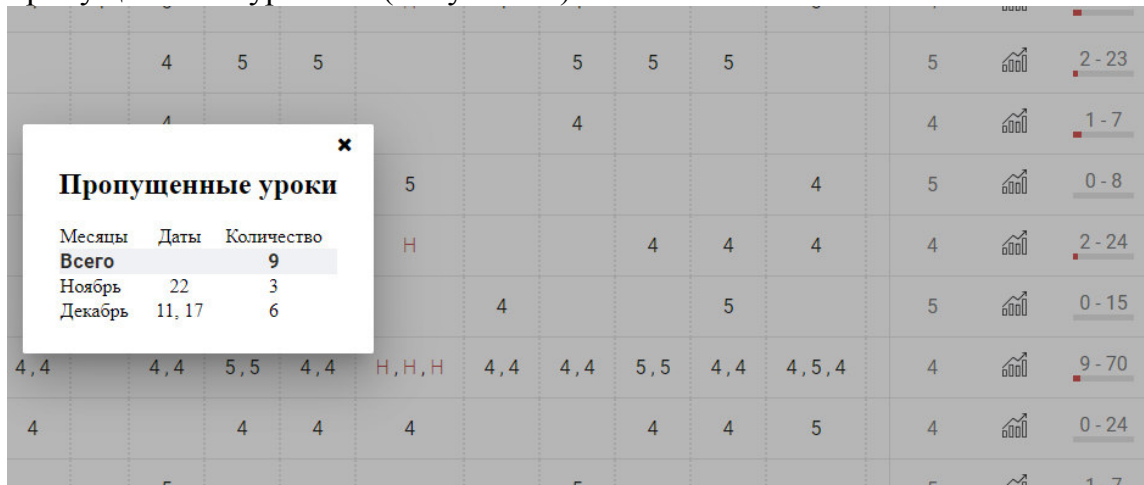 4 5 5 5 5 5 5 2 - 23
4 4 4 1 - 7
✖
Пропущенные уроки 5 4 5 0 - 8
Месяцы Даты Количество
Всего 9 Н 4 4 4 4 2 - 24
Ноябрь 22 3
Декабрь 11, 17 6 4 5 5 0 - 15
4,4 4,4 5,5 4,4 Н,Н,Н 4,4 4,4 5,5 4,4 4,5,4 4 9 - 70
4 4 4 4 4 4 5 4 0 - 24